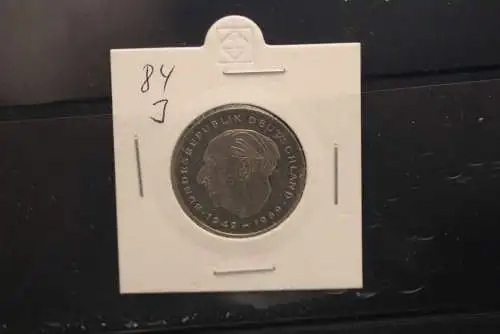 84
J
BUNDESREPUBLIK DEUTSCHLAND
· 1949 - 1969 ·